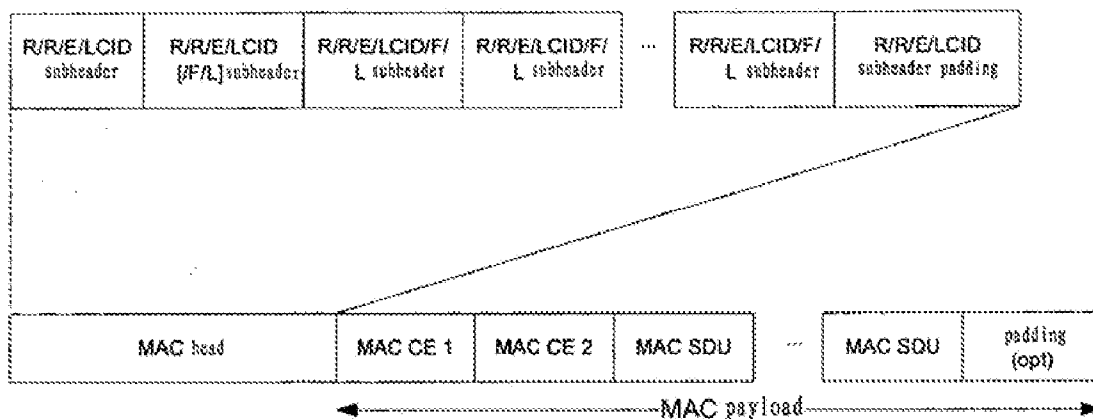 R/R/E/LCID
subheader
R/R/E/LCID
[/F/L]subheader
R/R/E/LCID/F/
L subheader
R/R/E/LCID/F/
L subheader
...
R/R/E/LCID/F/
L subheader
R/R/E/LCID
subheader padding
MAC head
MAC CE 1
MAC CE 2
MAC SDU
...
MAC SDU
padding
(opt)
MAC payload